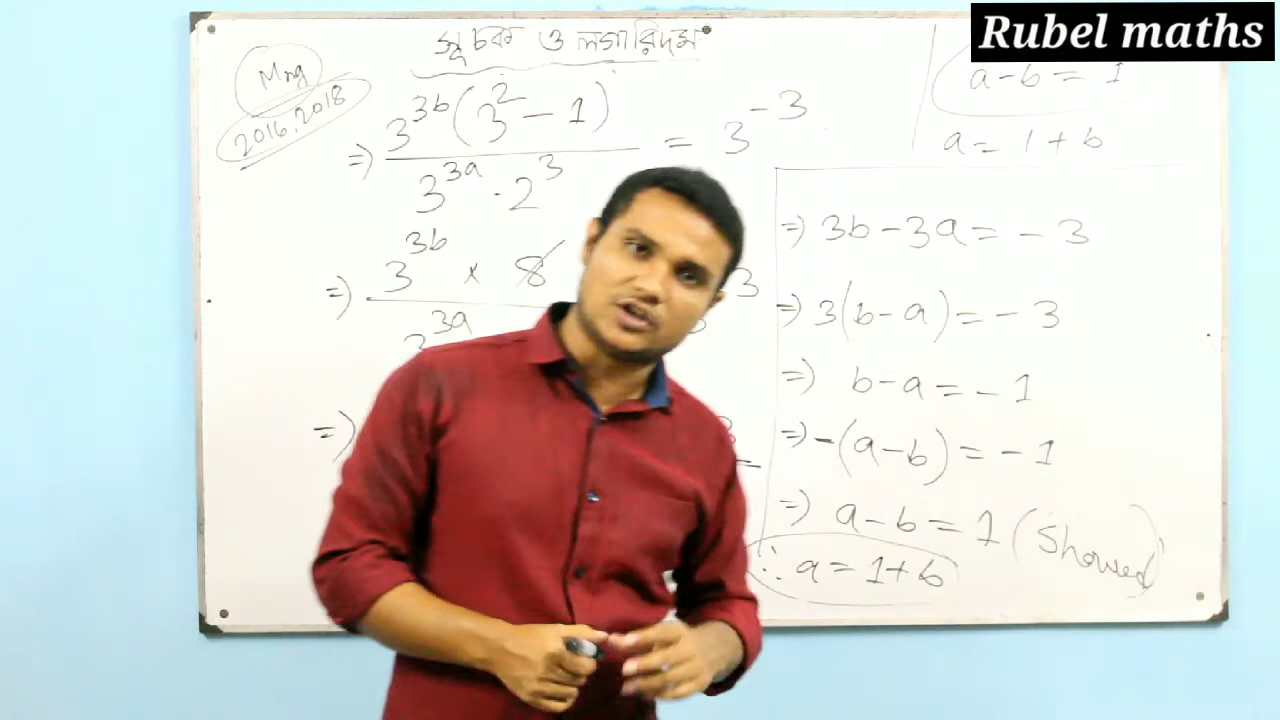 Rubel maths
সূচক ও লগারিদম
Mng
2016.2018
a-b=1
a=1+b
=) 3^{3b}(3^2-1) / 3^{3a}·2^3 = 3^{-3}
=) 3^{3b} × 8
3^{3a}
3
=)
=) 3b-3a=-3
=) 3(b-a)=-3
=) b-a=-1
=) -(a-b)=-1
=) a-b=1 (Showed)
∴ a=1+b